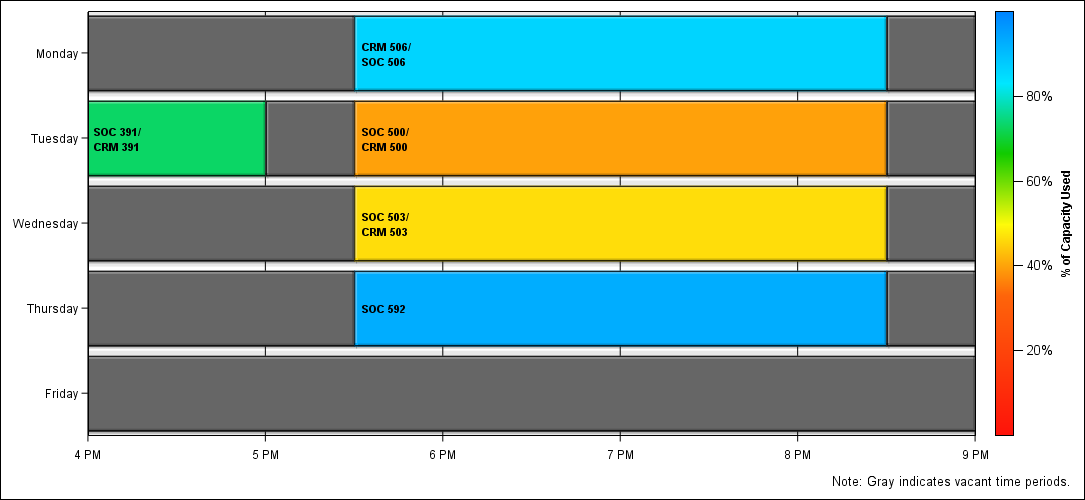 Monday
CRM 506/
SOC 506
Tuesday
SOC 391/
CRM 391
SOC 500/
CRM 500
Wednesday
SOC 503/
CRM 503
Thursday
SOC 592
Friday
4 PM
5 PM
6 PM
7 PM
8 PM
9 PM
80%
60%
40%
20%
% of Capacity Used
Note: Gray indicates vacant time periods.